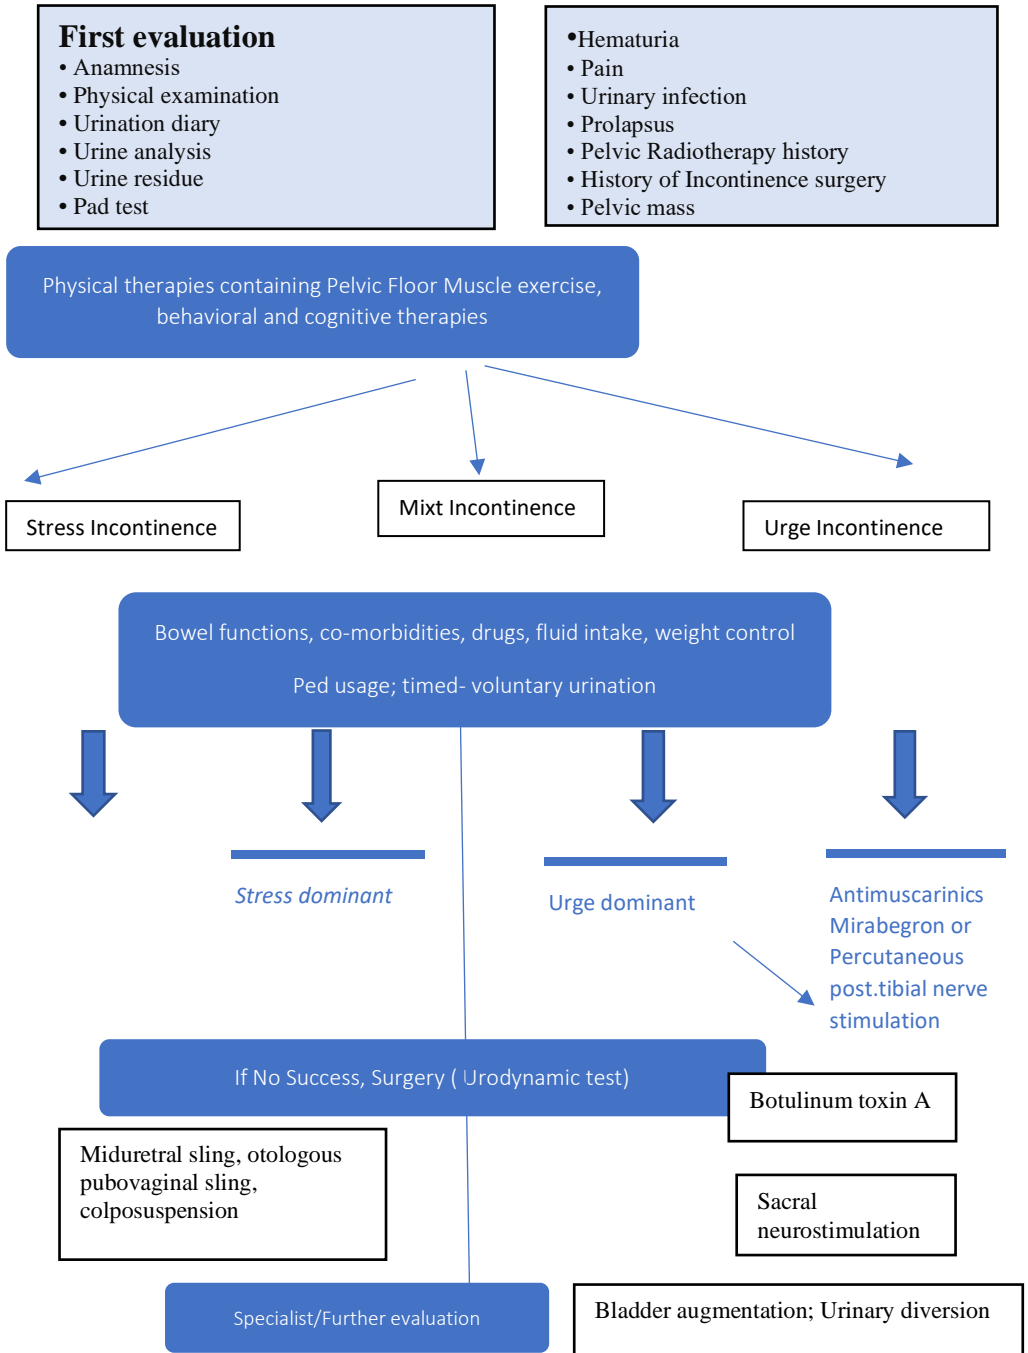 First evaluation
• Anamnesis
• Physical examination
• Urination diary
• Urine analysis
• Urine residue
• Pad test
•Hematuria
• Pain
• Urinary infection
• Prolapsus
• Pelvic Radiotherapy history
• History of Incontinence surgery
• Pelvic mass
Physical therapies containing Pelvic Floor Muscle exercise,
behavioral and cognitive therapies
Stress Incontinence
Mixt Incontinence
Urge Incontinence
Bowel functions, co-morbidities, drugs, fluid intake, weight control
Ped usage; timed- voluntary urination
Stress dominant
Urge dominant
Antimuscarinics
Mirabegron or
Percutaneous
post.tibial nerve
stimulation
If No Success, Surgery ( Urodynamic test)
Botulinum toxin A
Miduretral sling, otologous
pubovaginal sling,
colposuspension
Sacral
neurostimulation
Specialist/Further evaluation
Bladder augmentation; Urinary diversion